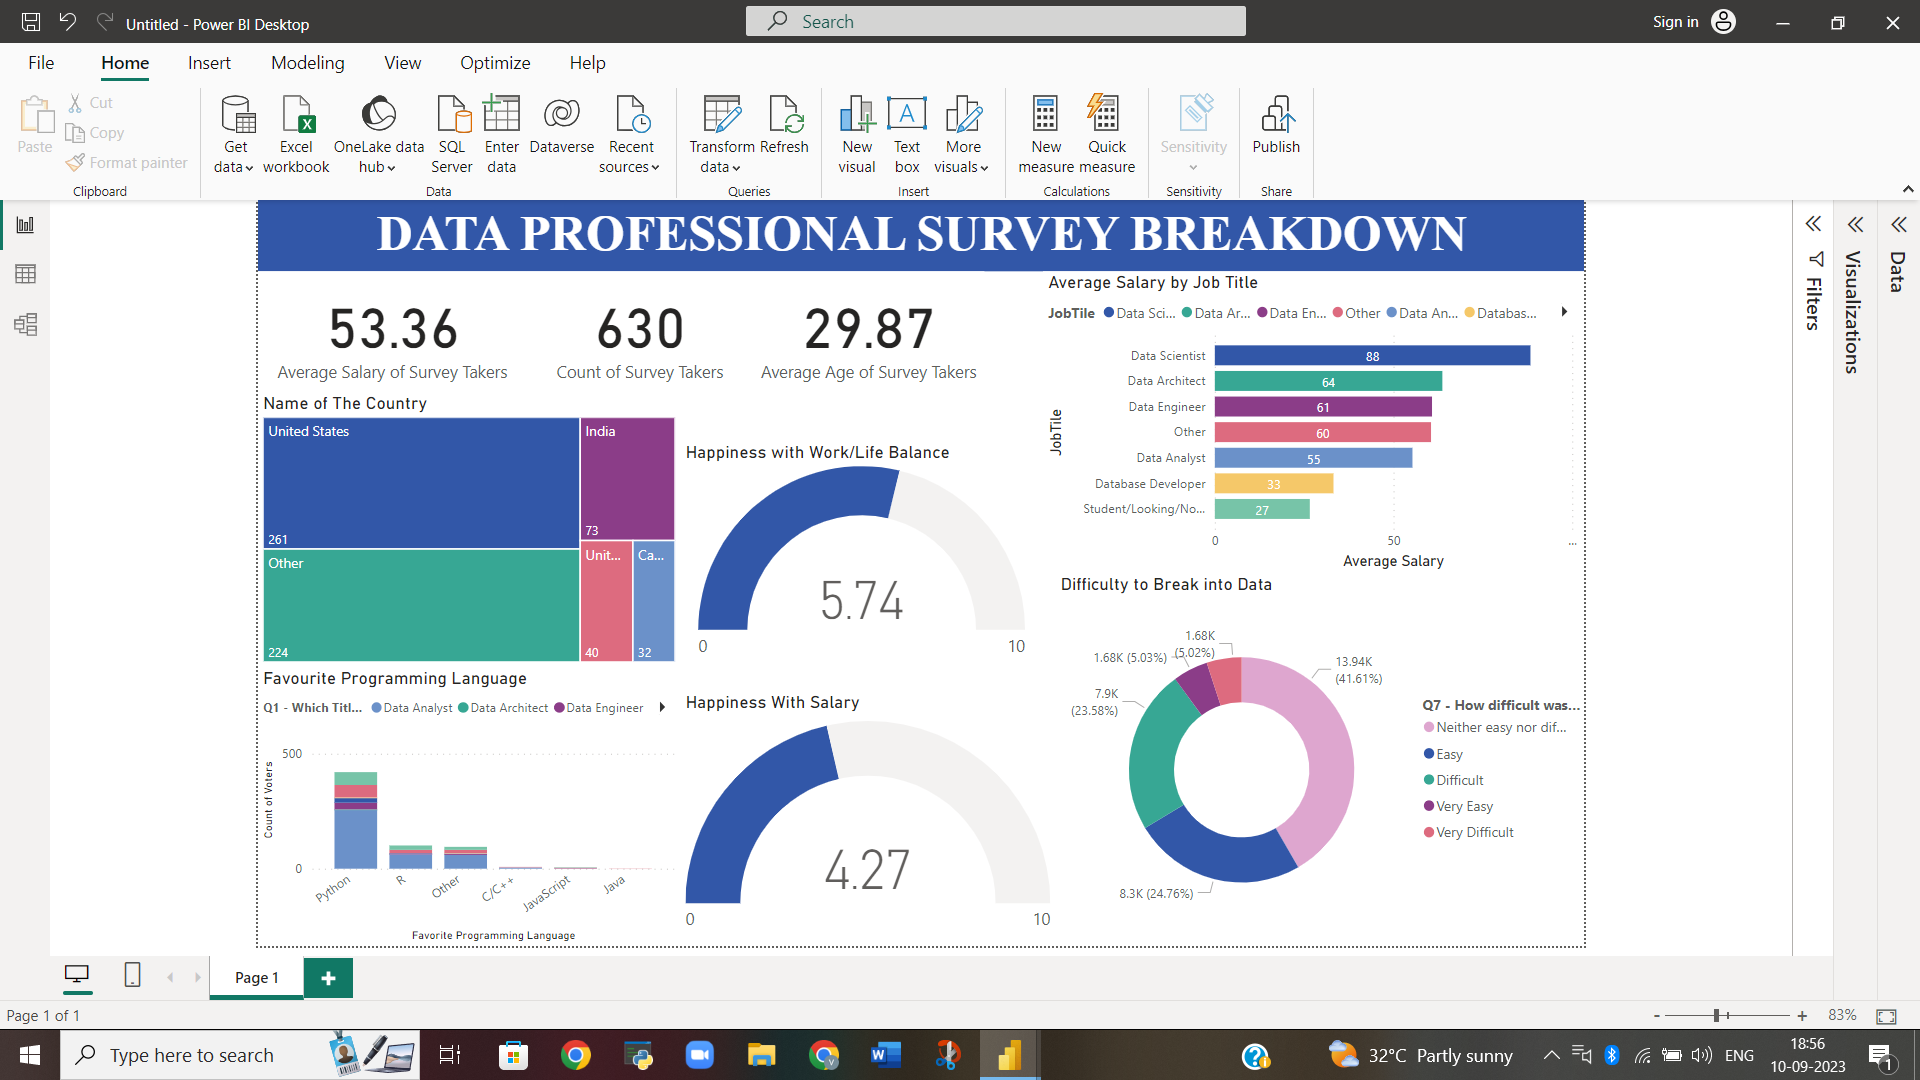 Untitled - Power BI Desktop
Search
Sign in
File
Home
Insert
Modeling
View
Optimize
Help
Paste
Cut
Copy
Format painter
Clipboard
Get data
Excel workbook
OneLake data hub
SQL Server
Enter data
Dataverse
Recent sources
Data
Transform data
Refresh
Queries
New visual
Text box
More visuals
Insert
New measure
Quick measure
Calculations
Sensitivity
Sensitivity
Publish
Share
DATA PROFESSIONAL SURVEY BREAKDOWN
53.36
Average Salary of Survey Takers
630
Count of Survey Takers
29.87
Average Age of Survey Takers
Name of The Country
United States
261
Other
224
India
73
Unit...
40
Ca...
32
Happiness with Work/Life Balance
5.74
0
10
Average Salary by Job Title
JobTile Data Sci... Data Ar... Data En... Other Data An... Databas...
JobTile
Data Scientist 88
Data Architect 64
Data Engineer 61
Other 60
Data Analyst 55
Database Developer 33
Student/Looking/No... 27
0 50 ...
Average Salary
Favourite Programming Language
Q1 - Which Titl... Data Analyst Data Architect Data Engineer
Count of Voters
500
0
Python
R
Other
C/C++
JavaScript
Java
Favorite Programming Language
Happiness With Salary
4.27
0
10
Difficulty to Break into Data
1.68K (5.02%)
1.68K (5.03%)
7.9K (23.58%)
13.94K (41.61%)
8.3K (24.76%)
Q7 - How difficult was...
Neither easy nor dif...
Easy
Difficult
Very Easy
Very Difficult
Filters
Visualizations
Data
Page 1
Page 1 of 1
- + 83%
Type here to search
32°C Partly sunny
ENG
18:56
10-09-2023
1